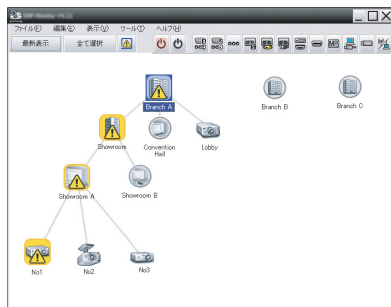 ファイル(F) 編集(E) 表示(V) ツール(T) ヘルプ(H)
最新表示 全て選択
Branch A Branch B Branch C
Showroom Convention Hall Lobby
Showroom A Showroom B
No1 No2 No3